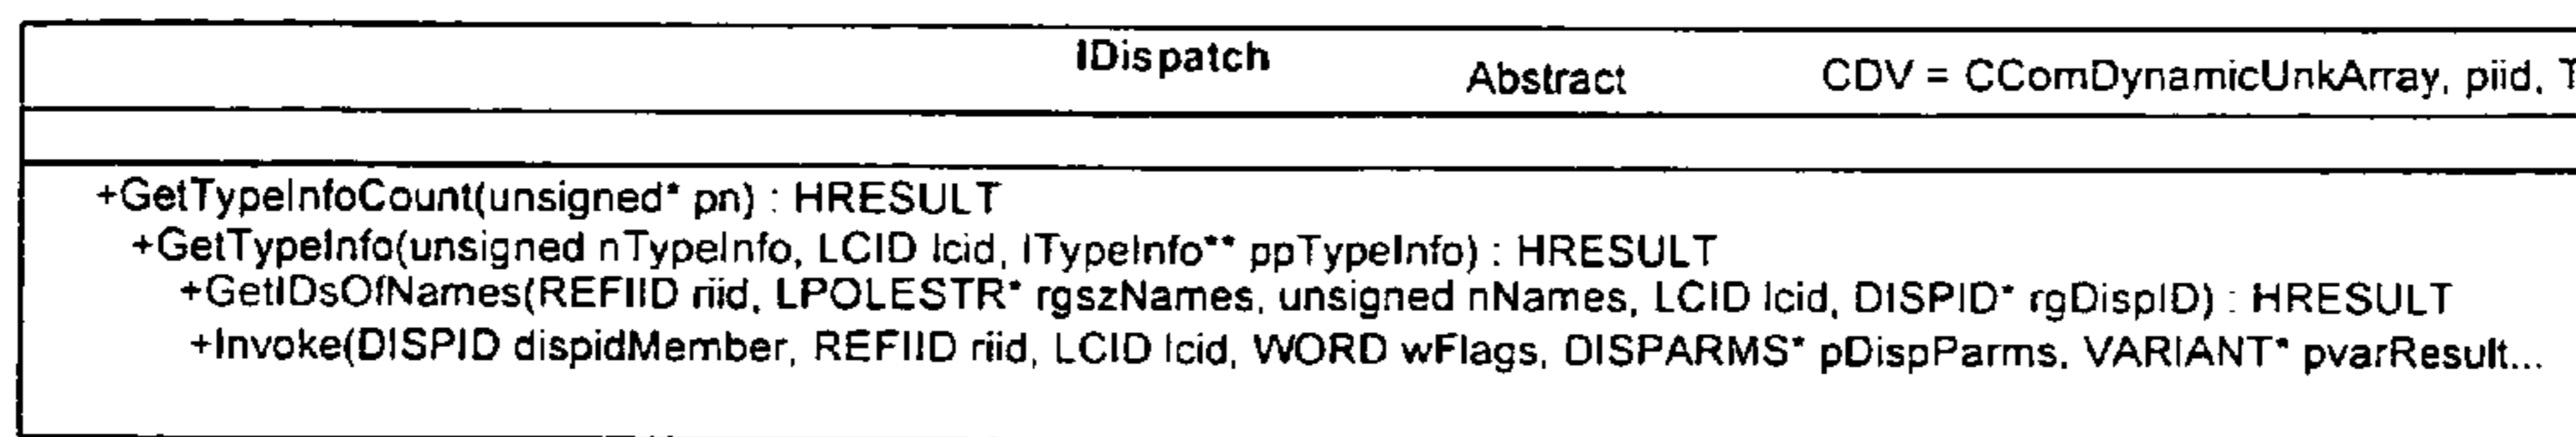 IDispatch
Abstract CDV = CComDynamicUnkArray, piid, T
+GetTypeInfoCount(unsigned* pn) : HRESULT
+GetTypeInfo(unsigned nTypeInfo, LCID lcid, ITypeInfo** ppTypeInfo) : HRESULT
+GetIDsOfNames(REFIID riid, LPOLESTR* rgszNames, unsigned nNames, LCID lcid, DISPID* rgDispID) : HRESULT
+Invoke(DISPID dispidMember, REFIID riid, LCID lcid, WORD wFlags, DISPARMS* pDispParms, VARIANT* pvarResult...